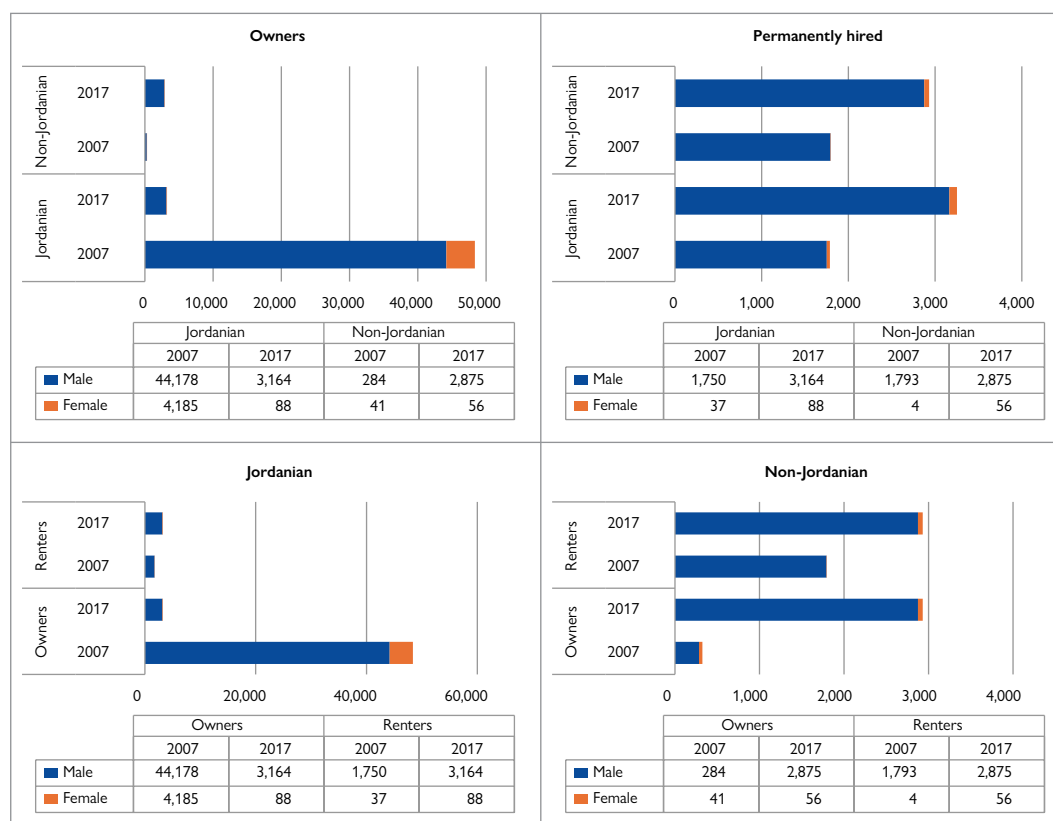 Owners
Non-Jordanian
2017
2007
Jordanian
2017
2007
0 10,000 20,000 30,000 40,000 50,000
Jordanian Non-Jordanian
2007 2017 2007 2017
Male 44,178 3,164 284 2,875
Female 4,185 88 41 56
Permanently hired
Non-Jordanian
2017
2007
Jordanian
2017
2007
0 1,000 2,000 3,000 4,000
Jordanian Non-Jordanian
2007 2017 2007 2017
Male 1,750 3,164 1,793 2,875
Female 37 88 4 56
Jordanian
Renters
2017
2007
Owners
2017
2007
0 20,000 40,000 60,000
Owners Renters
2007 2017 2007 2017
Male 44,178 3,164 1,750 3,164
Female 4,185 88 37 88
Non-Jordanian
Renters
2017
2007
Owners
2017
2007
0 1,000 2,000 3,000 4,000
Owners Renters
2007 2017 2007 2017
Male 284 2,875 1,793 2,875
Female 41 56 4 56